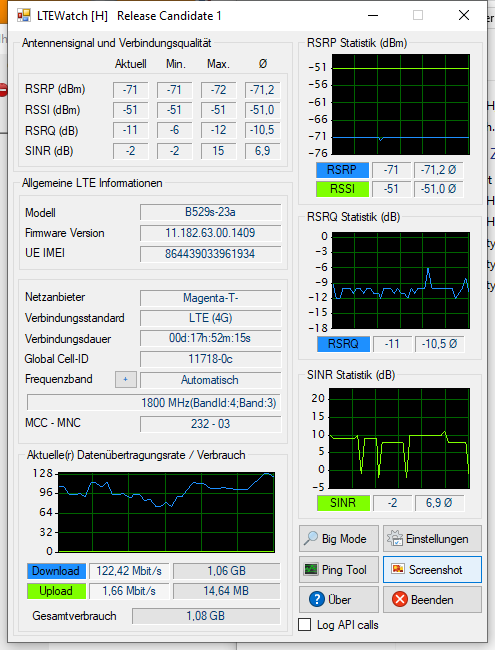 LTEWatch [H] Release Candidate 1
Antennensignal und Verbindungsqualität
Aktuell Min. Max. Ø
RSRP (dBm) -71 -71 -72 -71,2
RSSI (dBm) -51 -51 -51 -51,0
RSRQ (dB) -11 -6 -12 -10,5
SINR (dB) -2 -2 15 6,9
Allgemeine LTE Informationen
Modell B529s-23a
Firmware Version 11.182.63.00.1409
UE IMEI 864439033961934
Netzanbieter Magenta-T-
Verbindungsstandard LTE (4G)
Verbindungsdauer 00d:17h:52m:15s
Global Cell-ID 11718-0c
Frequenzband + Automatisch
1800 MHz(BandId:4;Band:3)
MCC - MNC 232 - 03
Aktuelle(r) Datenübertragungsrate / Verbrauch
128
96
64
32
0
Download 122,42 Mbit/s 1,06 GB
Upload 1,66 Mbit/s 14,64 MB
Gesamtverbrauch 1,08 GB
RSRP Statistik (dBm)
-51
-56
-61
-66
-71
-76
RSRP -71 -71,2 Ø
RSSI -51 -51,0 Ø
RSRQ Statistik (dB)
0
-3
-6
-9
-12
-15
-18
RSRQ -11 -10,5 Ø
SINR Statistik (dB)
20
15
10
5
0
-5
SINR -2 6,9 Ø
Big Mode Einstellungen
Ping Tool Screenshot
Über Beenden
Log API calls